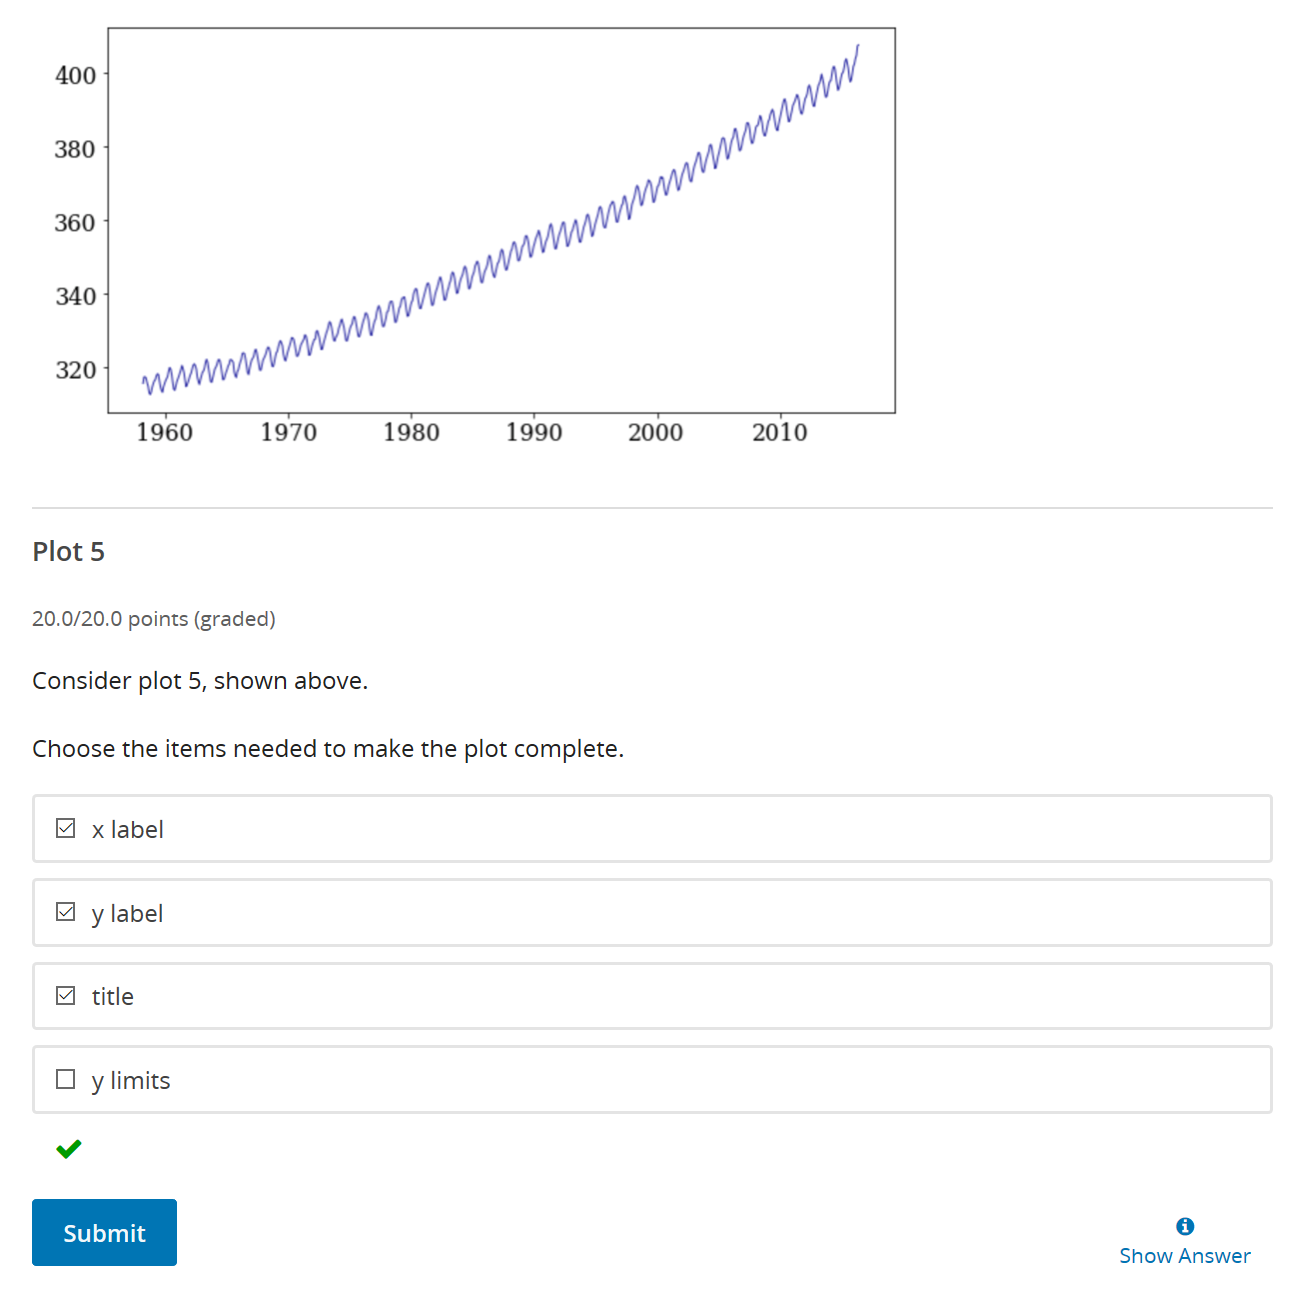 400
380
360
340
320
1960 1970 1980 1990 2000 2010
Plot 5
20.0/20.0 points (graded)
Consider plot 5, shown above.
Choose the items needed to make the plot complete.
x label
y label
title
y limits
Submit
Show Answer